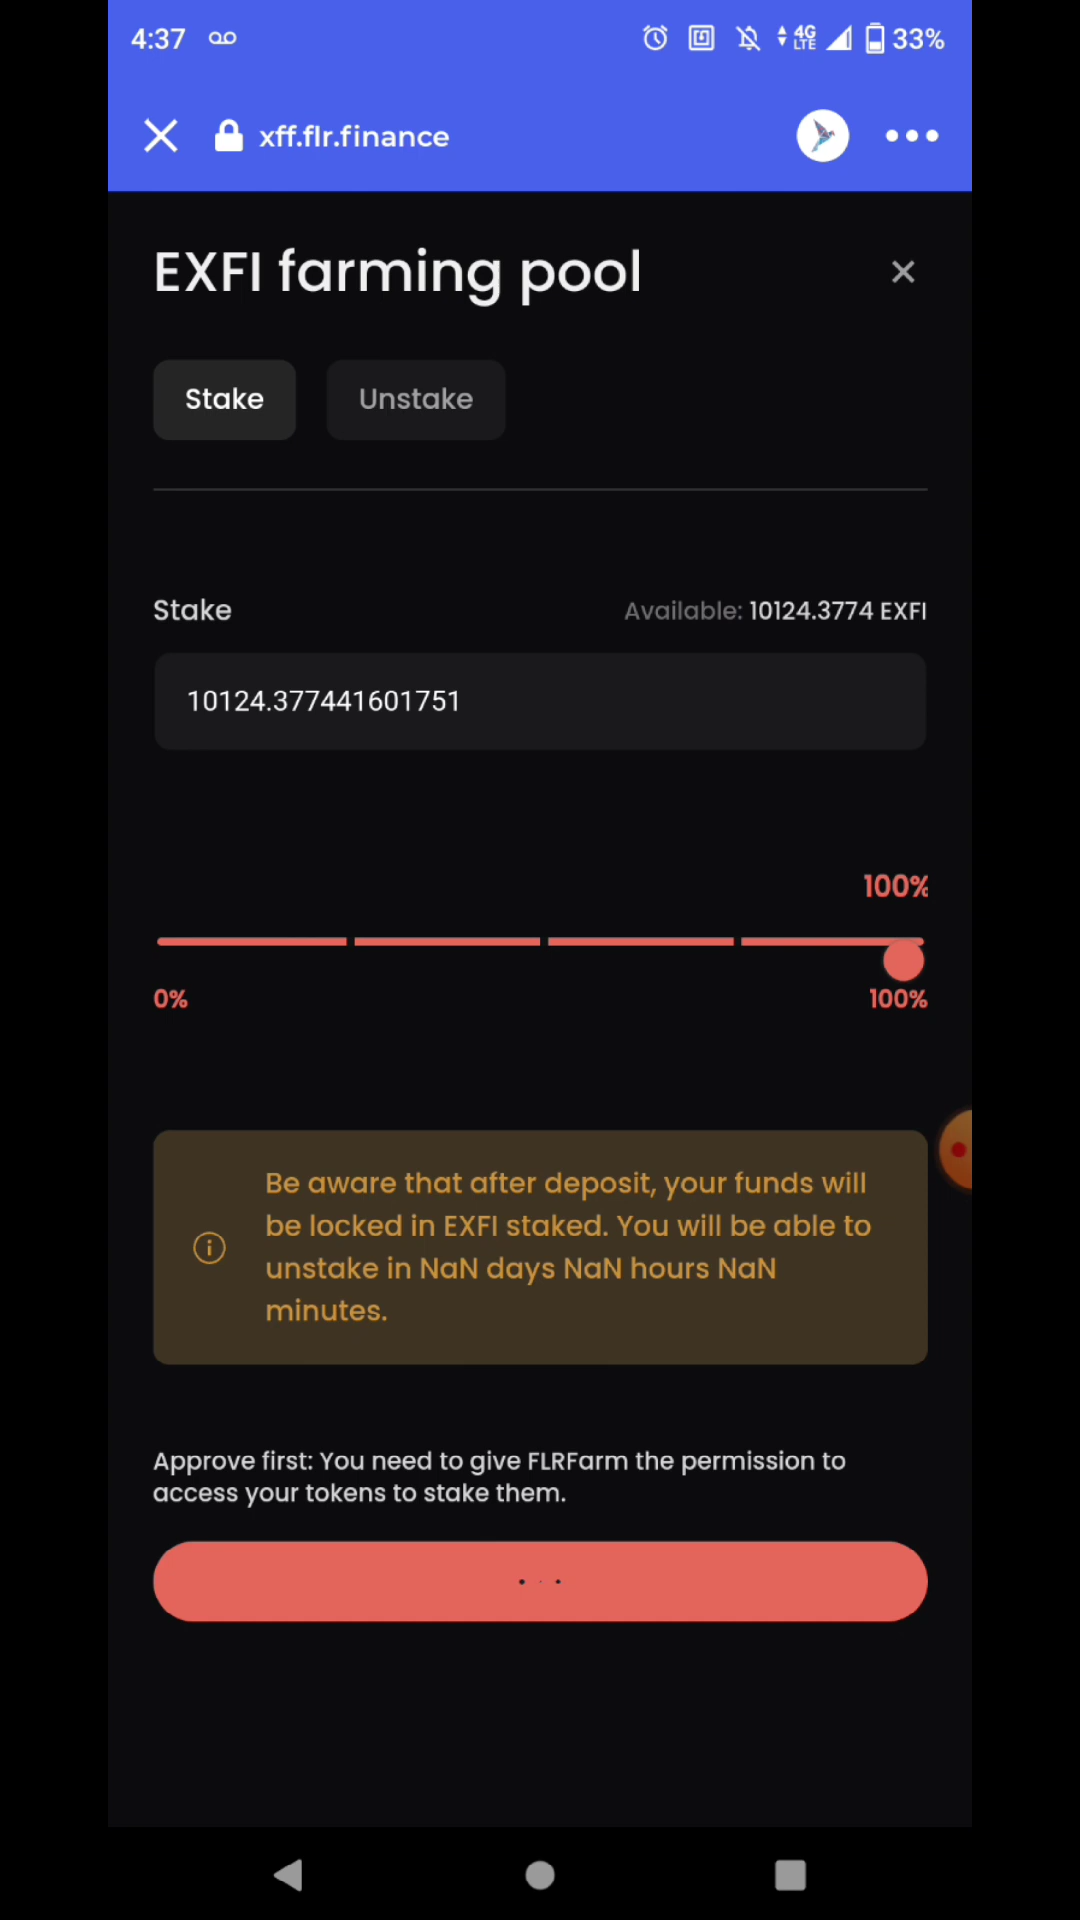 4:37
4G
LTE
33%
xff.flr.finance
EXFI farming pool
Stake
Unstake
Stake
Available: 10124.3774 EXFI
10124.377441601751
100%
0%
100%
Be aware that after deposit, your funds will
be locked in EXFI staked. You will be able to
unstake in NaN days NaN hours NaN
minutes.
Approve first: You need to give FLRFarm the permission to
access your tokens to stake them.